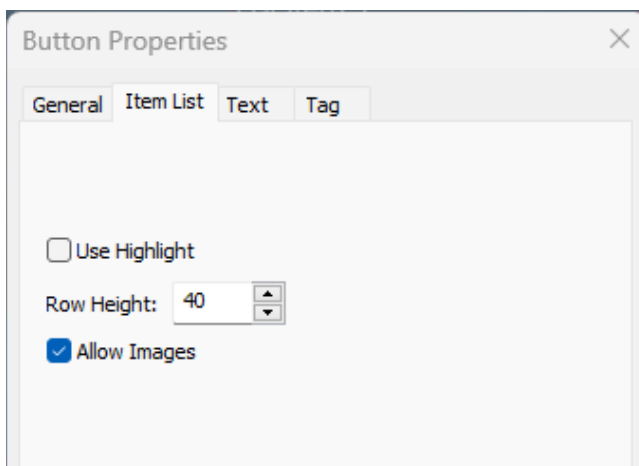 Button Properties
General Item List Text Tag
Use Highlight
Row Height: 40
Allow Images